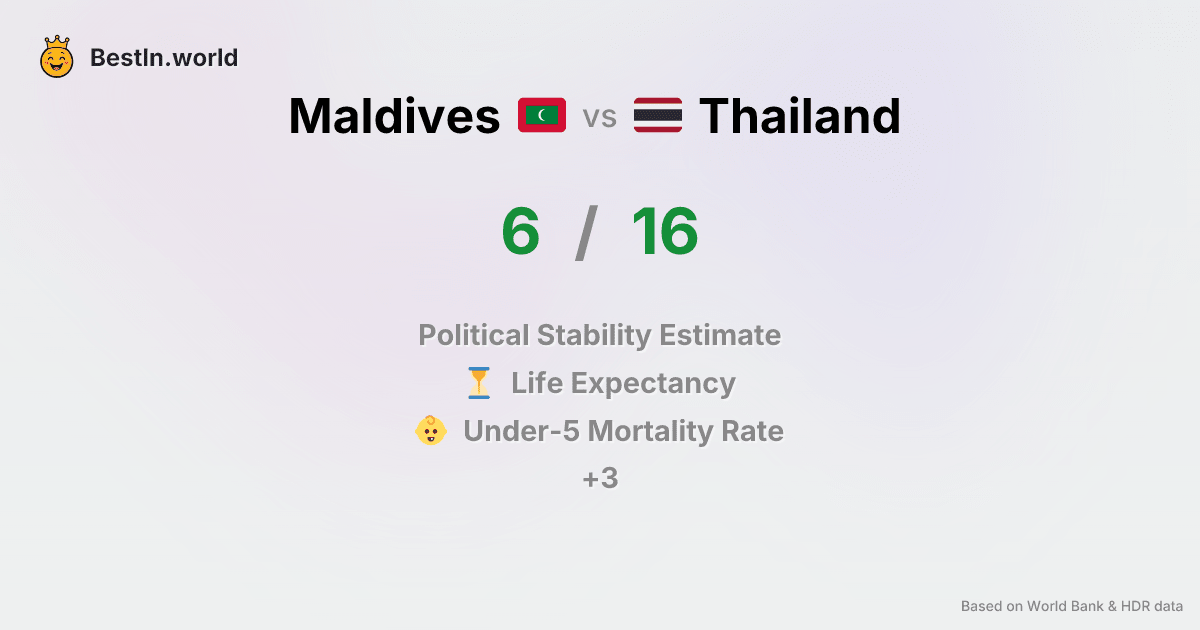 BestIn.world
Maldives vs Thailand
6 / 16
Political Stability Estimate
Life Expectancy
Under-5 Mortality Rate
+3
Based on World Bank & HDR data